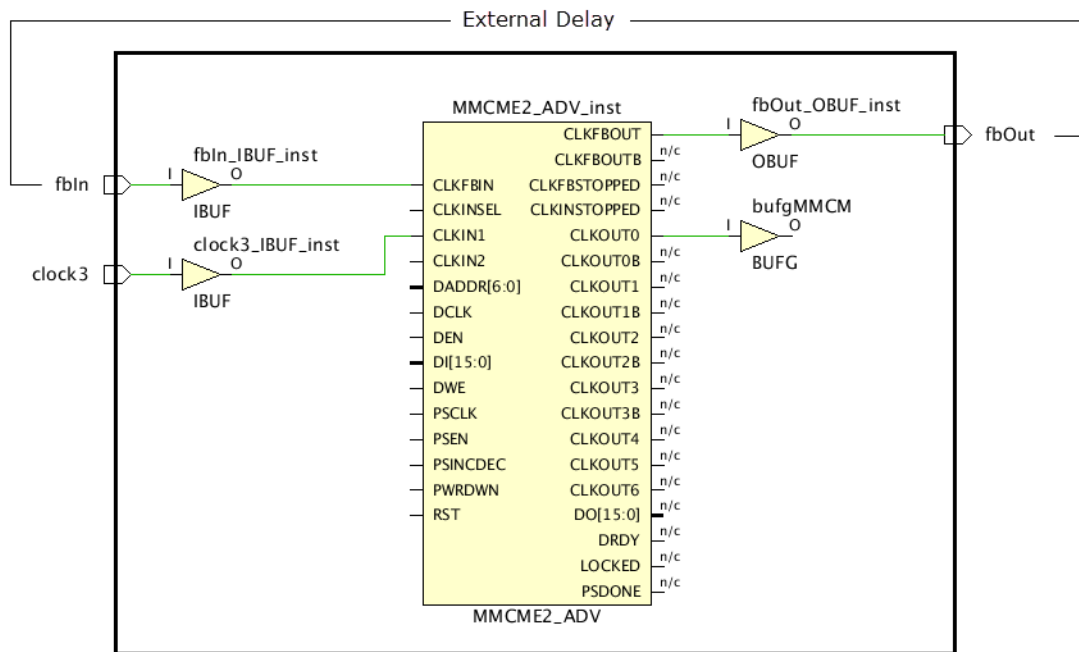 External Delay
MMCME2_ADV_inst
fbOut_OBUF_inst
CLKFBOUT
I
O
fbOut
n/c
fbIn_IBUF_inst
CLKFBOUTB
OBUF
fbIn
I
O
CLKFBIN
CLKFBSTOPPED
n/c
bufgMMCM
IBUF
CLKINSEL
CLKINSTOPPED
n/c
CLKIN1
CLKOUT0
I
O
clock3_IBUF_inst
CLKIN2
CLKOUT0B
n/c
BUFG
clock3
I
O
DADDR[6:0]
CLKOUT1
n/c
IBUF
DCLK
CLKOUT1B
n/c
DEN
CLKOUT2
n/c
DI[15:0]
CLKOUT2B
n/c
DWE
CLKOUT3
n/c
PSCLK
CLKOUT3B
n/c
PSEN
CLKOUT4
n/c
PSINCDEC
CLKOUT5
n/c
PWRDWN
CLKOUT6
n/c
RST
DO[15:0]
n/c
DRDY
n/c
LOCKED
n/c
PSDONE
n/c
MMCME2_ADV